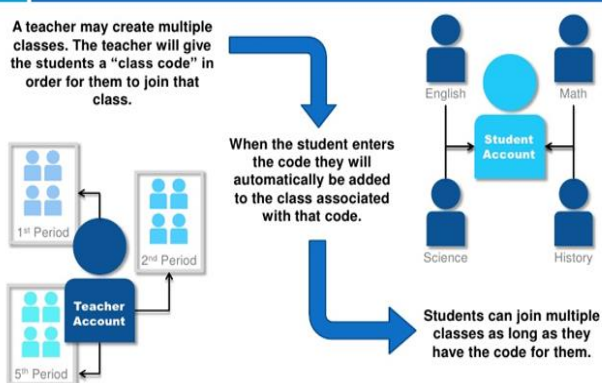 A teacher may create multiple
classes. The teacher will give
the students a “class code” in
order for them to join that
class.
1st Period
2nd Period
Teacher
Account
5th Period
When the student enters
the code they will
automatically be added
to the class associated
with that code.
English
Math
Student
Account
Science
History
Students can join multiple
classes as long as they
have the code for them.